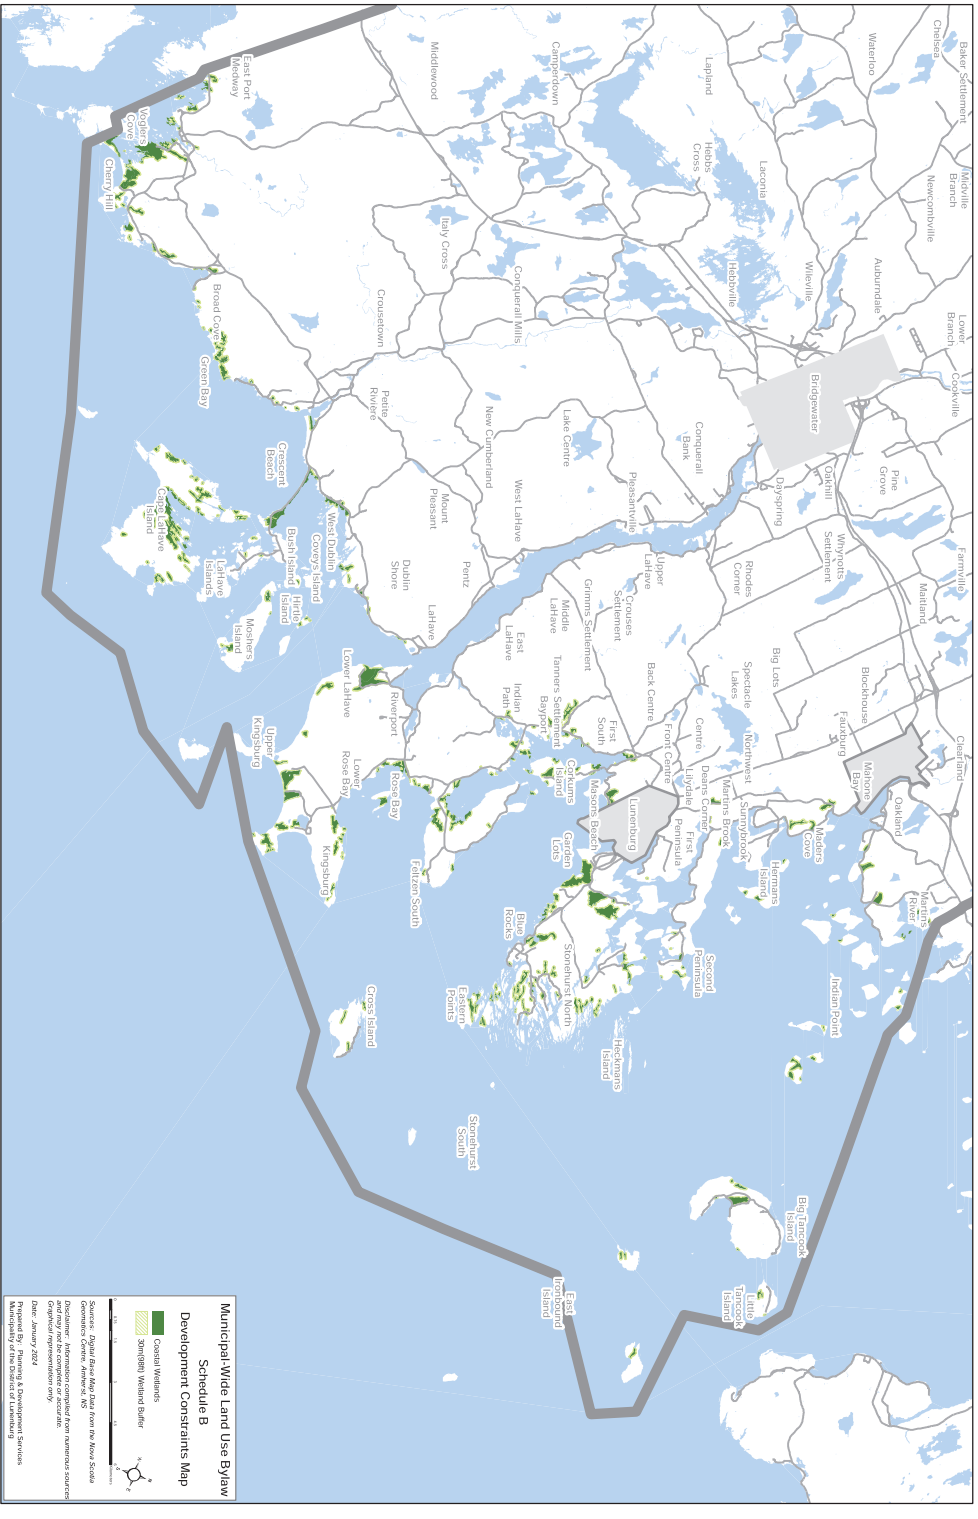 Baker Settlement
Chelsea
Waterloo
Lapland
Camperdown
Middlewood
East Port
Medway
Midville
Branch
Newcombville
Laconia
Hebbs
Cross
Voglers
Cove
Cherry Hill
Italy Cross
Auburndale
Wileville
Hebbville
Conquerall Mills
Crousetown
Broad Cove
Lower
Branch
Cookville
Bridgewater
Green Bay
Petite
Rivière
New Cumberland
Lake Centre
Conquerall
Bank
Pine
Grove
Oakhill
Dayspring
Pleasantville
West LaHave
Mount
Pleasant
Crescent
Beach
Cape LaHave
Island
Farmville
Maitland
Whynotts
Settlement
Rhodes
Corner
Upper
LaHave
Pentz
Dublin
Shore
West Dublin
Coveys Island
Bush Island
LaHave
Islands
Hirtle
Island
Moshers
Island
LaHave
Crouses
Settlement
Grimms Settlement
Middle
LaHave
East
LaHave
Big Lots
Spectacle
Lakes
Back Centre
Blockhouse
Fauxburg
Tanners Settlement
Bayport
Indian
Path
First
South
Lower LaHave
Riverport
Upper
Kingsburg
Lower
Rose Bay
Rose Bay
Clearland
Mahone
Bay
Oakland
Northwest
Centre
Front Centre
Lilydale
Deans Corner
Martins Brook
Sunnybrook
Maders
Cove
Corkums
Island
Masons Beach
Lunenburg
First
Peninsula
Garden
Lots
Hermans
Island
Kingsburg
Feltzen South
Blue
Rocks
Martins
River
Second
Peninsula
Stonehurst North
Eastern
Points
Cross Island
Indian Point
Heckmans
Island
Stonehurst
South
Big Tancook
Island
Little
Tancook
Island
East
Ironbound
Island
Municipal-Wide Land Use Bylaw
Schedule B
Development Constraints Map
Coastal Wetlands
30m(98ft) Wetland Buffer
Sources: Digital Base Map Data from the Nova Scotia
Geomatics Centre, Amherst, NS
Disclaimer: Information compiled from numerous sources
and may not be complete or accurate.
Graphical representation only.
Date: January 2024
Prepared By: Planning & Development Services
Municipality of the District of Lunenburg